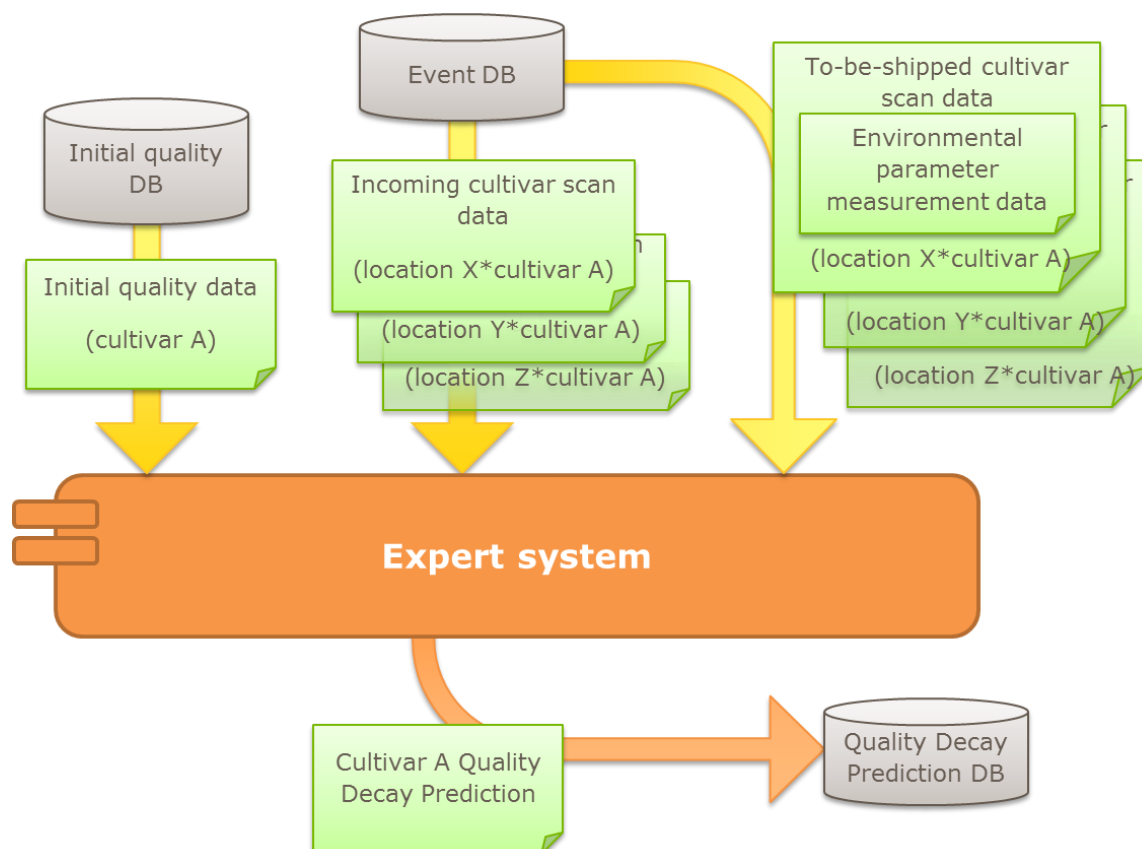 Event DB
To-be-shipped cultivar
scan data
Environmental
parameter
measurement data
(location X*cultivar A)
(location Y*cultivar A)
(location Z*cultivar A)
Initial quality
DB
Incoming cultivar scan
data
(location X*cultivar A)
(location Y*cultivar A)
(location Z*cultivar A)
Initial quality data
(cultivar A)
Expert system
Cultivar A Quality
Decay Prediction
Quality Decay
Prediction DB